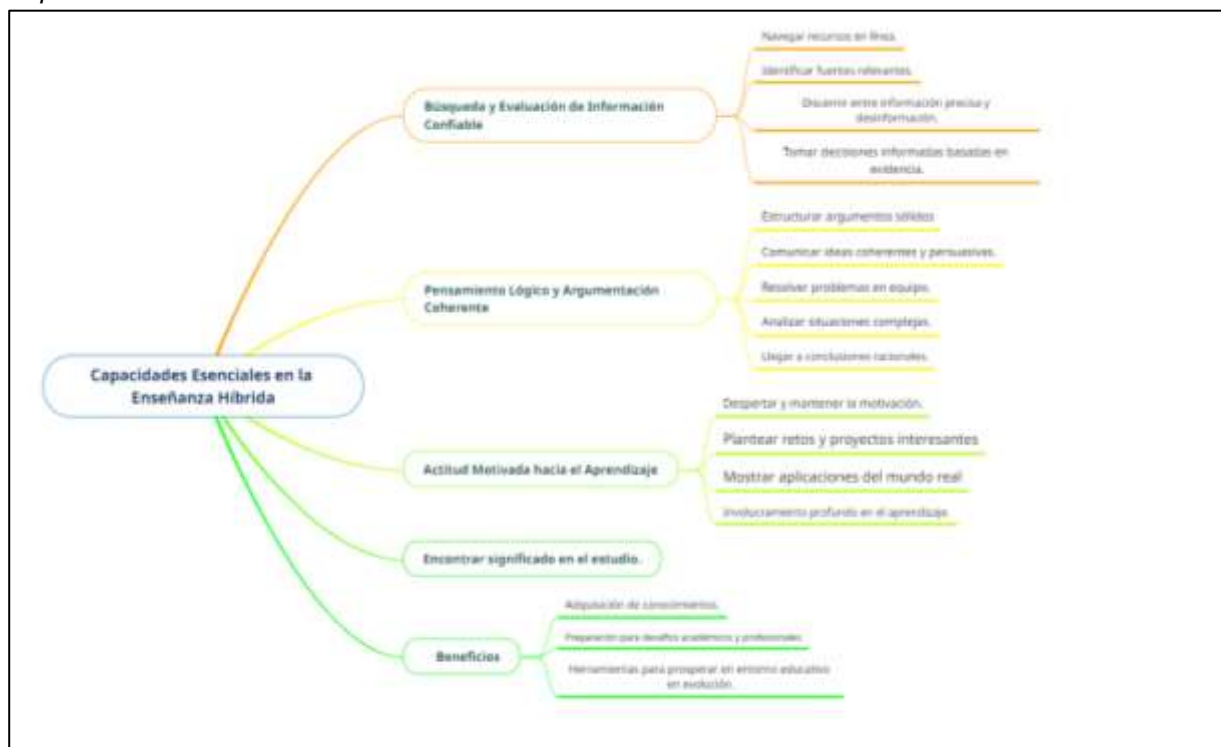 Capacidades Esenciales en la
Enseñanza Híbrida
Búsqueda y Evaluación de Información
Confiable
Navegar recursos en línea.
Identificar fuentes relevantes.
Discernir entre información precisa y
desinformación.
Tomar decisiones informadas basadas en
evidencia.
Pensamiento Lógico y Argumentación
Coherente
Estructurar argumentos sólidos
Comunicar ideas coherentes y persuasivas.
Resolver problemas en equipo.
Analizar situaciones complejas.
Llegar a conclusiones racionales.
Actitud Motivada hacia el Aprendizaje
Despertar y mantener la motivación.
Plantear retos y proyectos interesantes
Mostrar aplicaciones del mundo real
Involucramiento profundo en el aprendizaje.
Encontrar significado en el estudio.
Beneficios
Adquisición de conocimientos.
Preparación para desafíos académicos y profesionales.
Herramientas para prosperar en entorno educativo
en evolución.